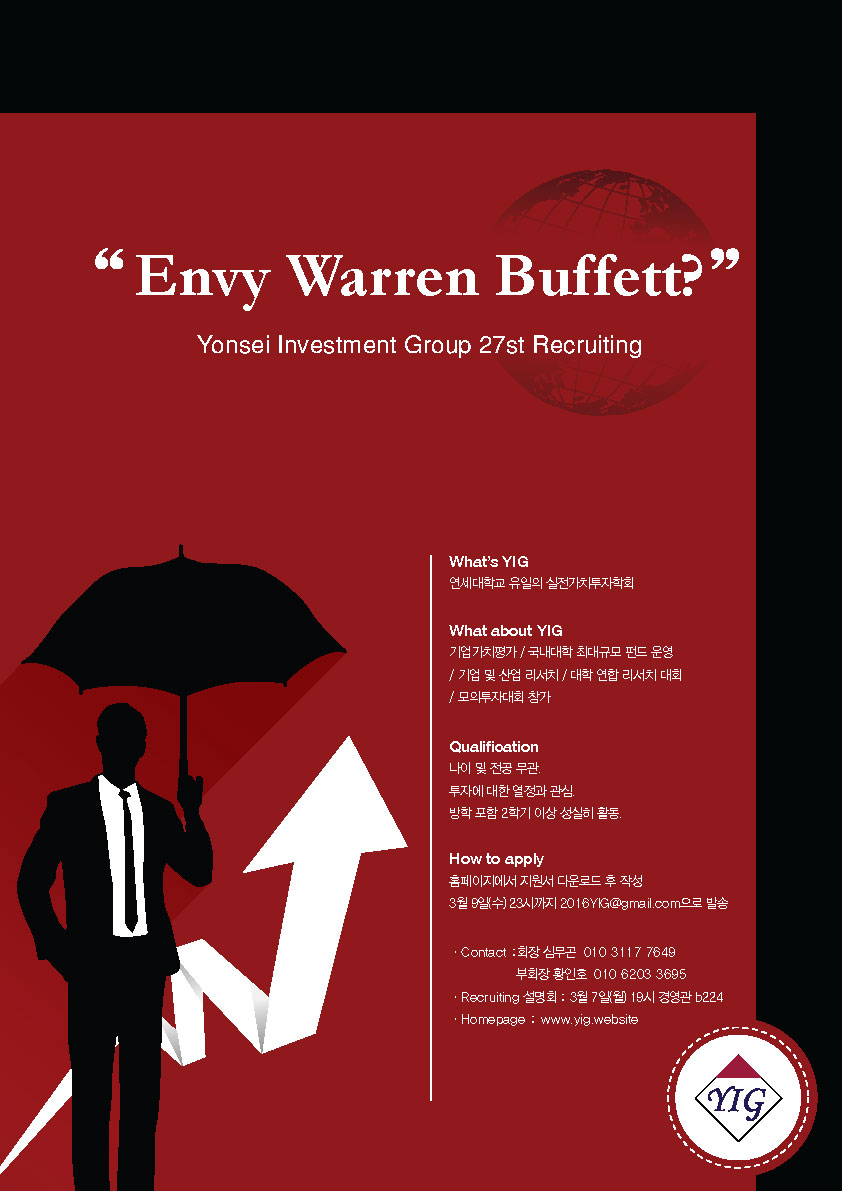 “ Envy Warren Buffett? ”
Yonsei Investment Group 27st Recruiting
What's YIG
연세대학교 유일의 실전가치투자학회
What about YIG
기업가치평가 / 국내대학 최대규모 펀드 운영
/ 기업 및 산업 리서치 / 대학 연합 리서치 대회
/ 모의투자대회 참가
Qualifioation
나이 및 전공 무관.
투자에 대한 열정과 관심.
방학 포함 2학기 이상 성실히 활동.
How to apply
홈페이지에서 지원서 다운로드 후 작성
3월 9일(수) 23시까지 2016YIG@gmail.com으로 발송
· Contact : 회장 심무곤 010 3117 7649
부회장 황인호 010 6203 3695
· Recruiting 설명회 : 3월 7일(월) 19시 경영관 b224
· Homepage : www.yig.website
YIG